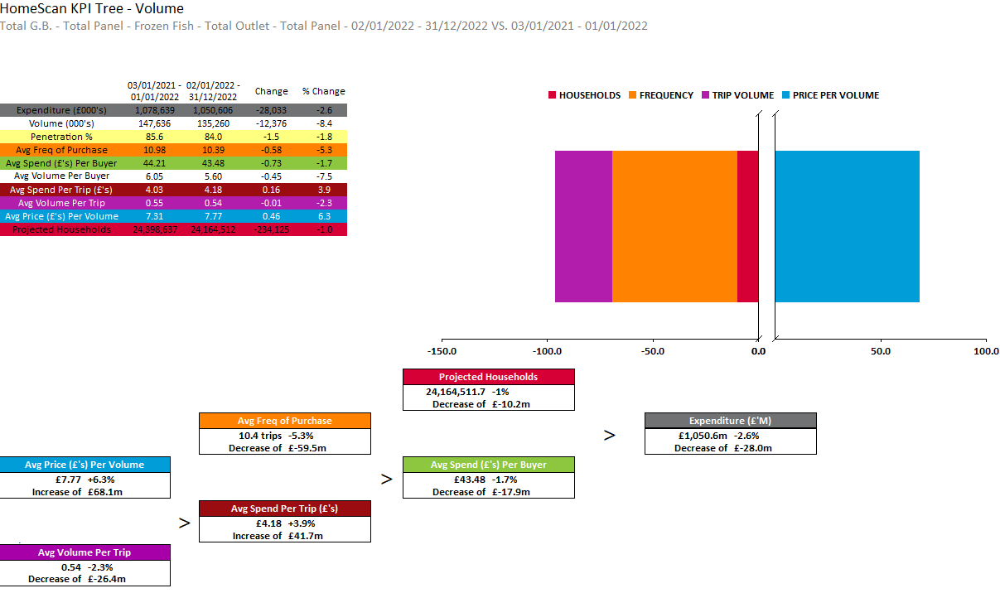 HomeScan KPI Tree - Volume
Total G.B. - Total Panel - Frozen Fish - Total Outlet - Total Panel - 02/01/2022 - 31/12/2022 VS. 03/01/2021 - 01/01/2022
03/01/2021 - 02/01/2022 - Change % Change
01/01/2022 31/12/2022
Expenditure (£000's) 1,078,639 1,050,606 -28,033 -2.6
Volume (000's) 147,636 135,260 -12,376 -8.4
Penetration % 85.6 84.0 -1.5 -1.8
Avg Freq of Purchase 10.98 10.39 -0.58 -5.3
Avg Spend (£'s) Per Buyer 44.21 43.48 -0.73 -1.7
Avg Volume Per Buyer 6.05 5.60 -0.45 -7.5
Avg Spend Per Trip (£'s) 4.03 4.18 0.16 3.9
Avg Volume Per Trip 0.55 0.54 -0.01 -2.3
Avg Price (£'s) Per Volume 7.31 7.77 0.46 6.3
Projected Households 24,398,637 24,164,512 -234,125 -1.0
HOUSEHOLDS FREQUENCY TRIP VOLUME PRICE PER VOLUME
-150.0 -100.0 -50.0 0.0 50.0 100.0
Projected Households
24,164,511.7 -1%
Decrease of £-10.2m
Avg Freq of Purchase
10.4 trips -5.3%
Decrease of £-59.5m
>
Expenditure (£'M)
£1,050.6m -2.6%
Decrease of £-28.0m
Avg Price (£'s) Per Volume
£7.77 +6.3%
Increase of £68.1m
>
Avg Spend (£'s) Per Buyer
£43.48 -1.7%
Decrease of £-17.9m
>
Avg Spend Per Trip (£'s)
£4.18 +3.9%
Increase of £41.7m
Avg Volume Per Trip
0.54 -2.3%
Decrease of £-26.4m